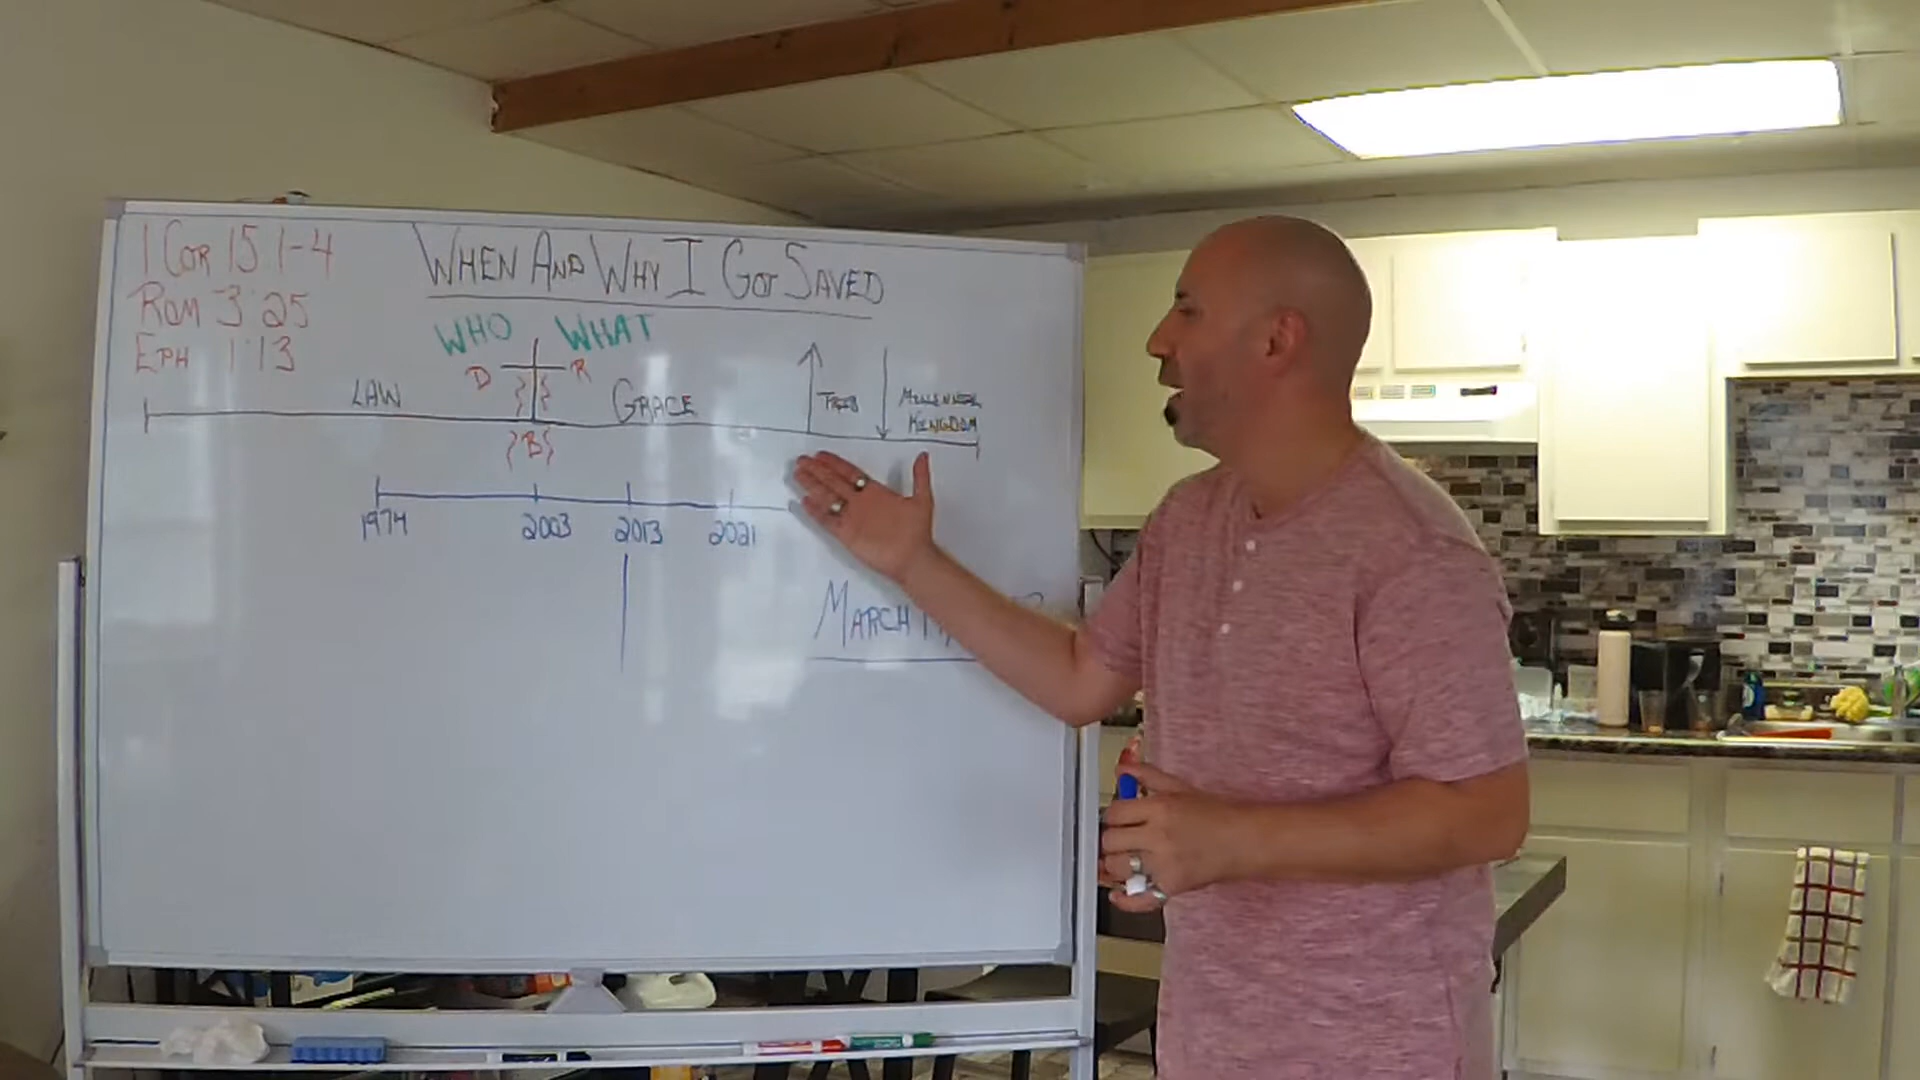 1 COR 15 1-4
ROM 3:25
EPH 1:13
WHEN AND WHY I GOT SAVED
WHO WHAT
D R
LAW GRACE
TRIB
MILLENNIAL
KINGDOM
B
1974 2003 2013 2021
MARCH